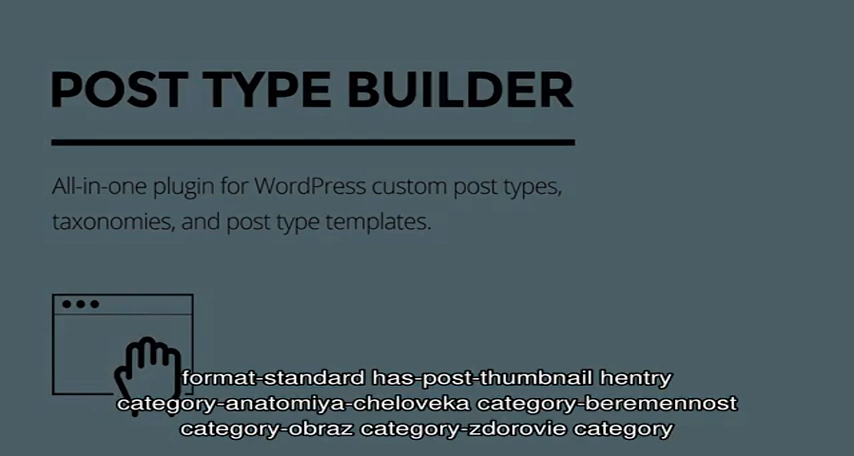 POST TYPE BUILDER
All-in-one plugin for WordPress custom post types,
taxonomies, and post type templates.
format-standard has-post-thumbnail hentry
category-anatomiya-cheloveka category-beremennost
category-obraz category-zdorovie category